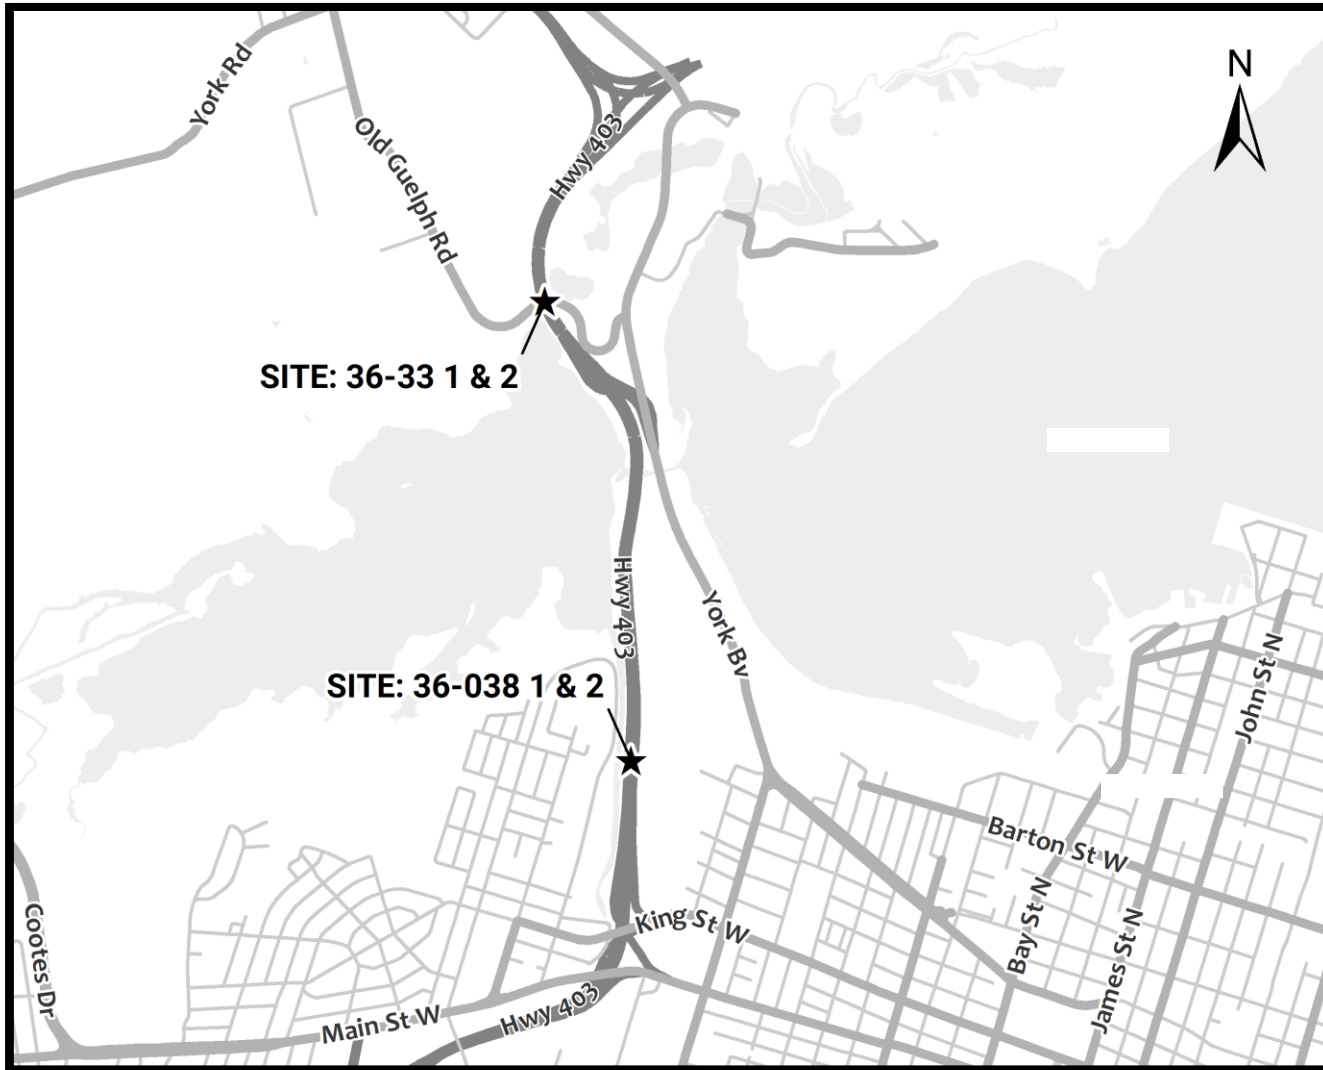 N
York Rd
Old Guelph Rd
Hwy 403
SITE: 36-33 1 & 2
Hwy 403
York Bv
SITE: 36-038 1 & 2
John St N
Barton St W
Bay St N
King St W
James St N
Cootes Dr
Main St W
Hwy 403